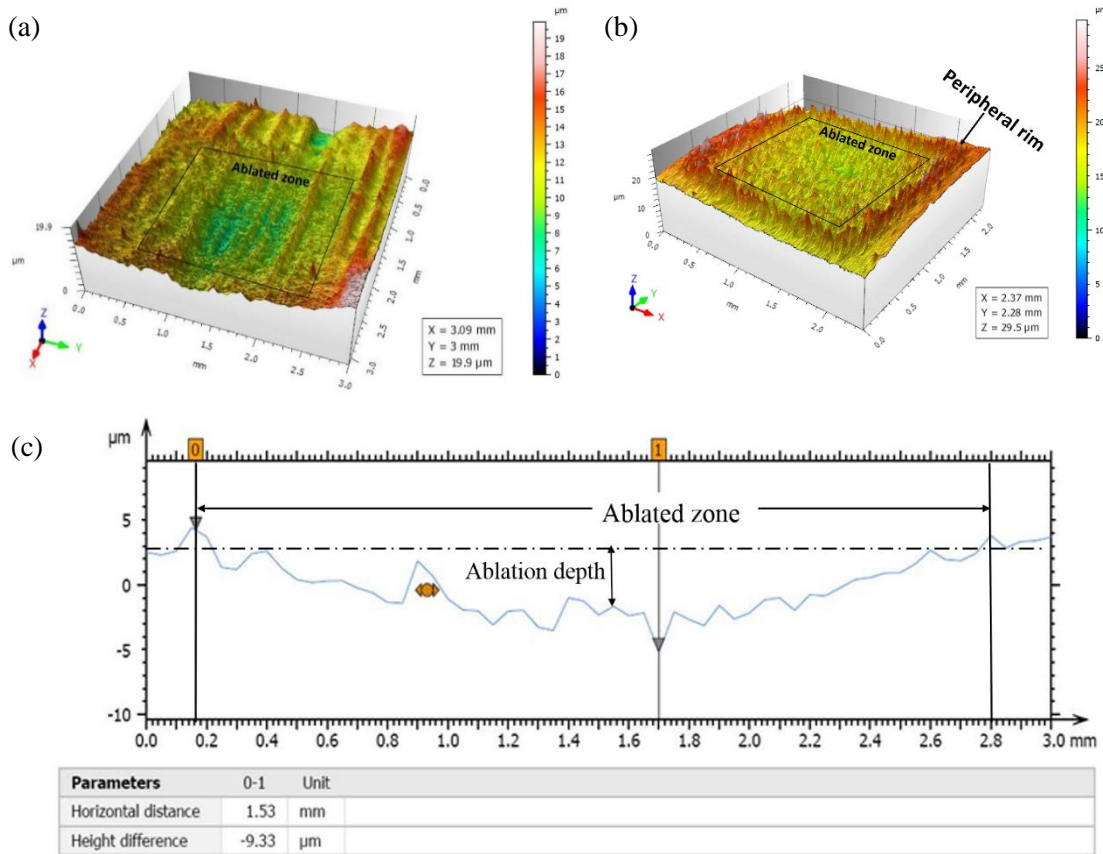 (a)
Ablated zone
19.9
µm
0
0.0
0.5
1.0
1.5
2.0
2.5
3.0
mm
0.0
0.5
1.0
1.5
2.0
2.5
3.0
mm
Z
Y
X
X = 3.09 mm
Y = 3 mm
Z = 19.9 µm
µm
19
18
17
16
15
14
13
12
11
10
9
8
7
6
5
4
3
2
1
0
(b)
Peripheral rim
Ablated zone
µm
20
10
0
0.0
0.5
1.0
1.5
2.0
mm
0.0
0.5
1.0
1.5
2.0
mm
Z
Y
X
X = 2.37 mm
Y = 2.28 mm
Z = 29.5 µm
25
20
15
10
5
0
(c)
µm
0 1
Ablated zone
Ablation depth
5
0
-5
-10
0.0 0.2 0.4 0.6 0.8 1.0 1.2 1.4 1.6 1.8 2.0 2.2 2.4 2.6 2.8 3.0 mm
Parameters 0-1 Unit
Horizontal distance 1.53 mm
Height difference -9.33 µm